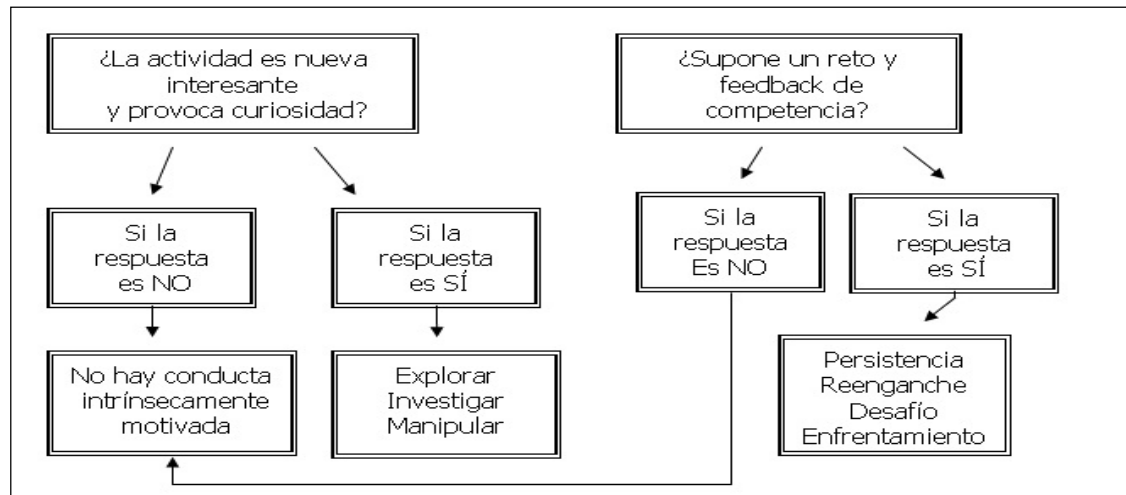 ¿La actividad es nueva
interesante
y provoca curiosidad?
¿Supone un reto y
feedback de
competencia?
Si la
respuesta
es NO
Si la
respuesta
es SÍ
Si la
respuesta
Es NO
Si la
respuesta
es SÍ
No hay conducta
intrínsecamente
motivada
Explorar
Investigar
Manipular
Persistencia
Reenganche
Desafío
Enfrentamiento